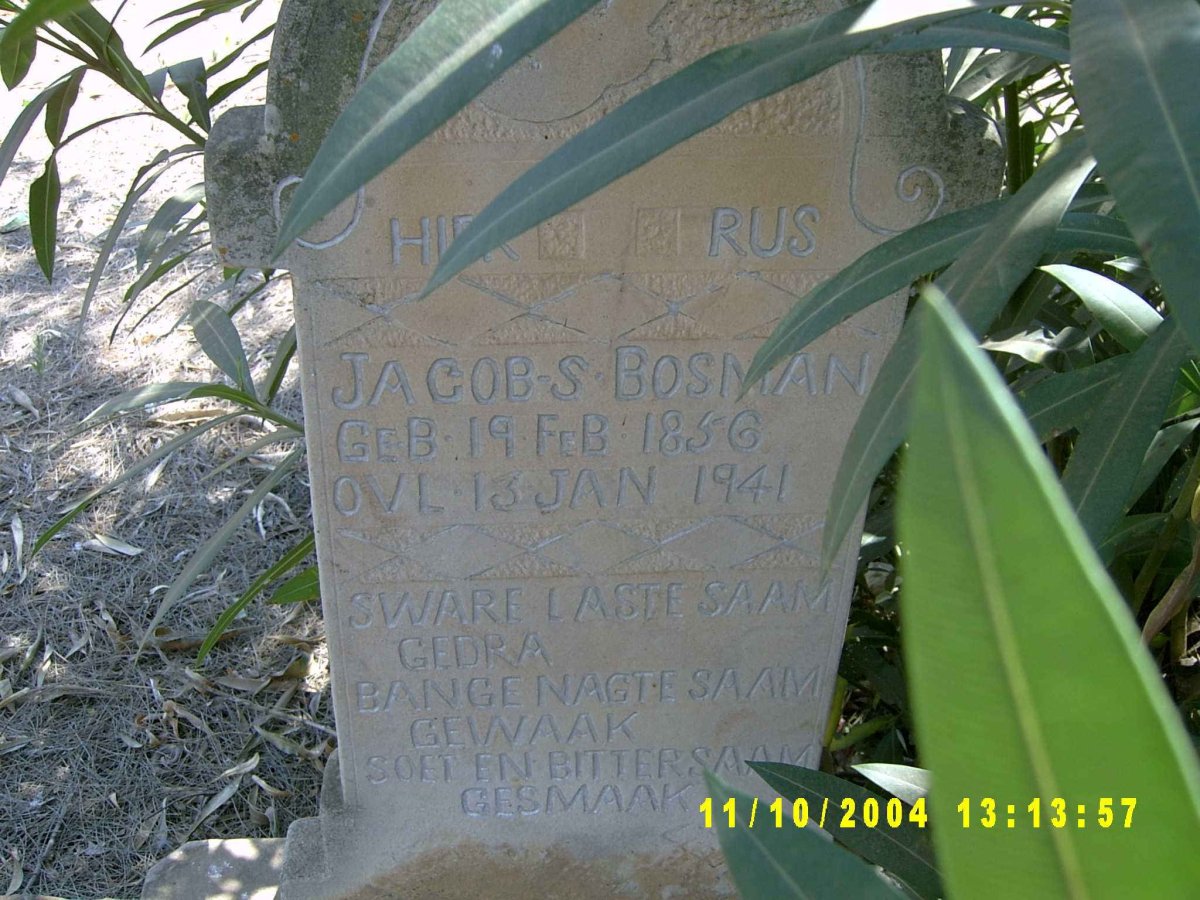 HIER RUS
JACOB·S·BOSMAN
GEB·19·FEB·1856
OVL·13·JAN 1941
SWARE LASTE SAAM
GEDRA
BANGE NAGTE SAAM
GEWAAK
SOET EN BITTER SAAM
GESMAAK
11/10/2004 13:13:57